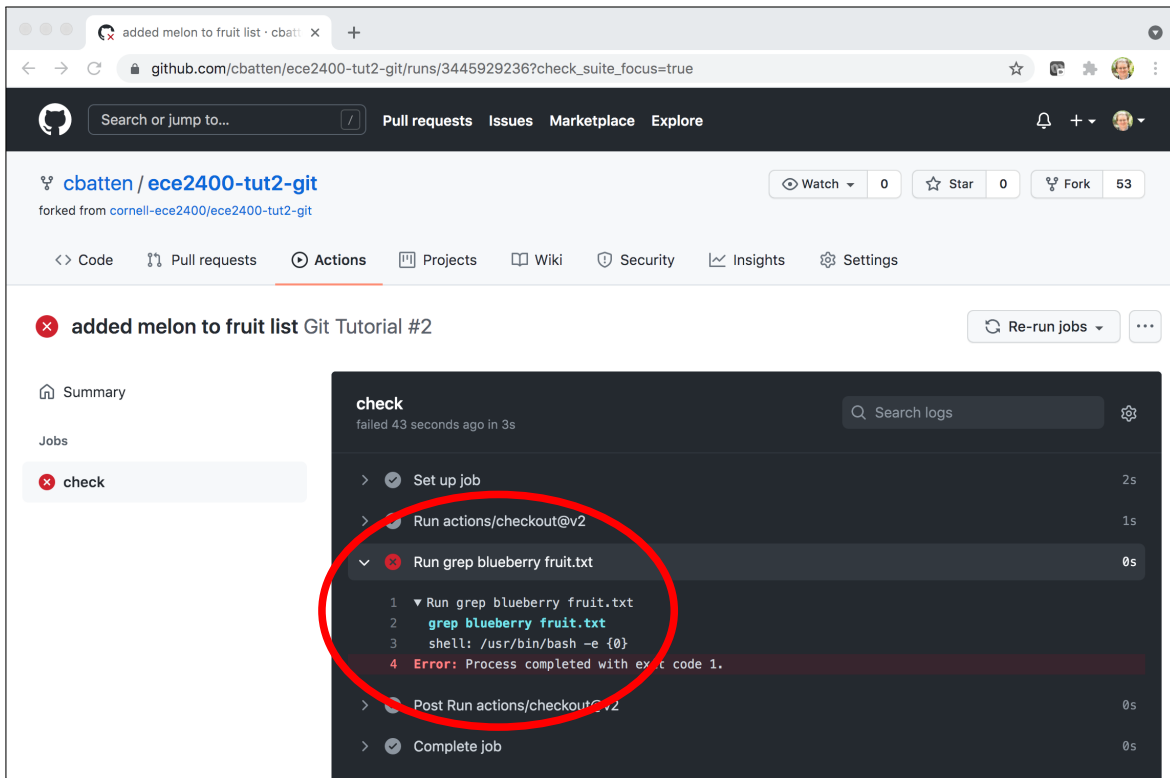 added melon to fruit list · cbatt
github.com/cbatten/ece2400-tut2-git/runs/3445929236?check_suite_focus=true
Search or jump to... /
Pull requests Issues Marketplace Explore
cbatten / ece2400-tut2-git
Watch 0 Star 0 Fork 53
forked from cornell-ece2400/ece2400-tut2-git
<> Code Pull requests Actions Projects Wiki Security Insights Settings
added melon to fruit list Git Tutorial #2
Re-run jobs
Summary
Jobs
check
check
failed 43 seconds ago in 3s
Search logs
Set up job 2s
Run actions/checkout@v2 1s
Run grep blueberry fruit.txt 0s
1 ▼ Run grep blueberry fruit.txt
2 grep blueberry fruit.txt
3 shell: /usr/bin/bash -e {0}
4 Error: Process completed with exit code 1.
Post Run actions/checkout@v2 0s
Complete job 0s